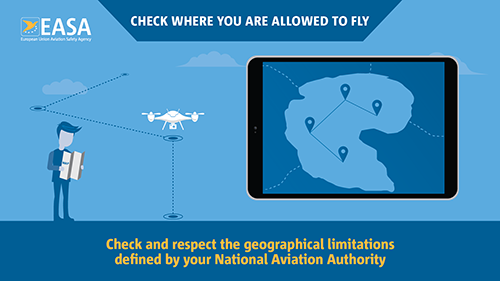 EASA
European Union Aviation Safety Agency
CHECK WHERE YOU ARE ALLOWED TO FLY
Check and respect the geographical limitations
defined by your National Aviation Authority